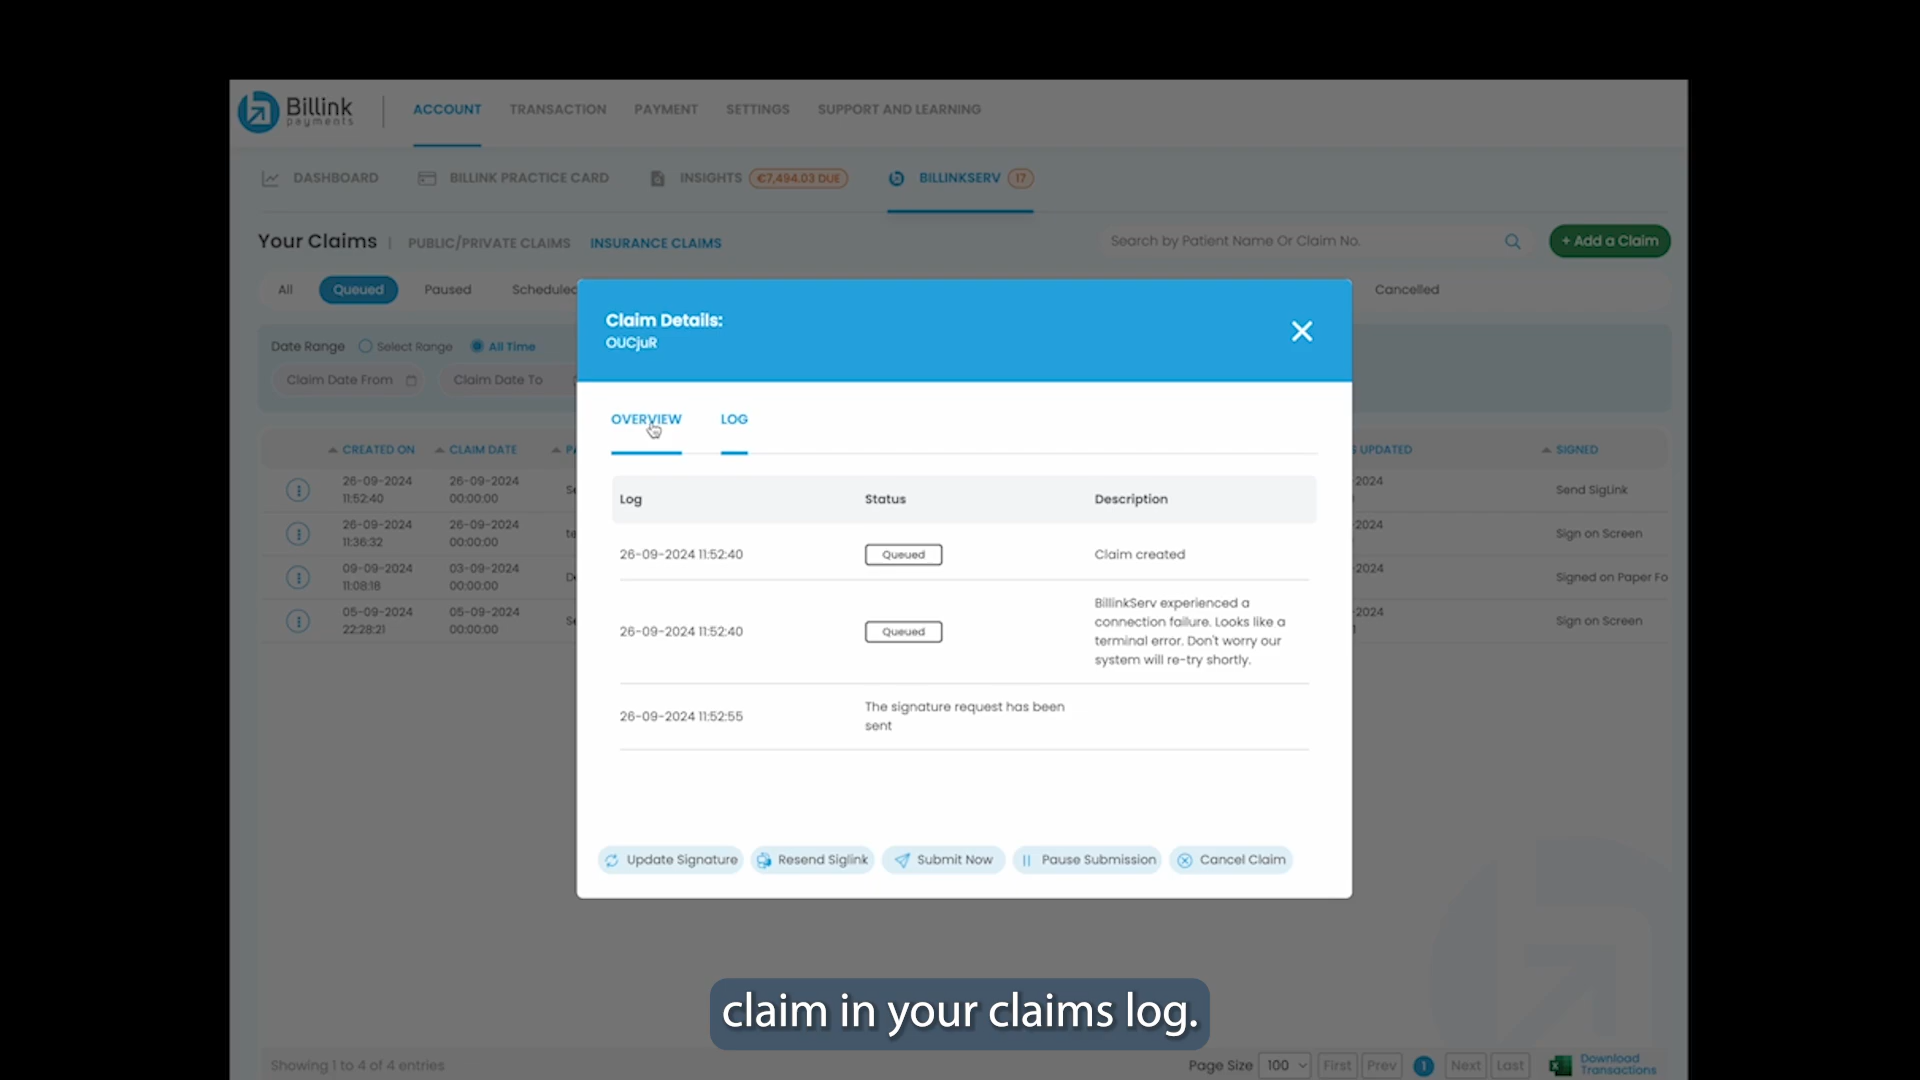 Billink
payments
ACCOUNT TRANSACTION PAYMENT SETTINGS SUPPORT AND LEARNING
DASHBOARD BILLINK PRACTICE CARD INSIGHTS €7,494.03 DUE BILLINKSERV 17
Your Claims | PUBLIC/PRIVATE CLAIMS INSURANCE CLAIMS Search by Patient Name Or Claim No. + Add a Claim
All Queued Paused Scheduled Cancelled
Date Range Select Range All Time
Claim Date From Claim Date To
CREATED ON CLAIM DATE UPDATED SIGNED
26-09-2024 11:52:40 26-09-2024 00:00:00 2024 Send SigLink
26-09-2024 11:36:32 26-09-2024 00:00:00 2024 Sign on Screen
09-09-2024 11:08:18 03-09-2024 00:00:00 2024 Signed on Paper Fo
05-09-2024 22:28:21 05-09-2024 00:00:00 2024 Sign on Screen
Claim Details:
OUCjuR
OVERVIEW LOG
Log Status Description
26-09-2024 11:52:40 Queued Claim created
26-09-2024 11:52:40 Queued BillinkServ experienced a
connection failure. Looks like a
terminal error. Don't worry our
system will re-try shortly.
26-09-2024 11:52:55 The signature request has been
sent
Update Signature Resend Siglink Submit Now Pause Submission Cancel Claim
claim in your claims log.
Showing 1 to 4 of 4 entries Page Size 100 First Prev 1 Next Last Download
Transactions